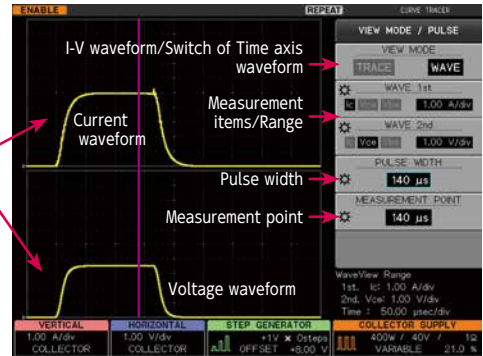 ENABLE
REPEAT
CURVE TRACER
VIEW MODE / PULSE
I-V waveform/Switch of Time axis
waveform
VIEW MODE
TRACE WAVE
Measurement
items/Range
WAVE 1st
Ic Vce 1.00 A/div
Current
waveform
WAVE 2nd
Ic Vce 1.00 V/div
Pulse width
PULSE WIDTH
140 µs
Measurement point
MEASUREMENT POINT
140 µs
Voltage waveform
WaveView Range
1st. Ic: 1.00 A/div
2nd. Vce: 1.00 V/div
Time : 50.00 µsec/div
VERTICAL
1.00 A/div
COLLECTOR
HORIZONTAL
1.00 V/div
COLLECTOR
STEP GENERATOR
+1V × 0steps
OFFSET +8.00 V
COLLECTOR SUPPLY
400W / 40V / 1Ω
VARIABLE 21.0 %